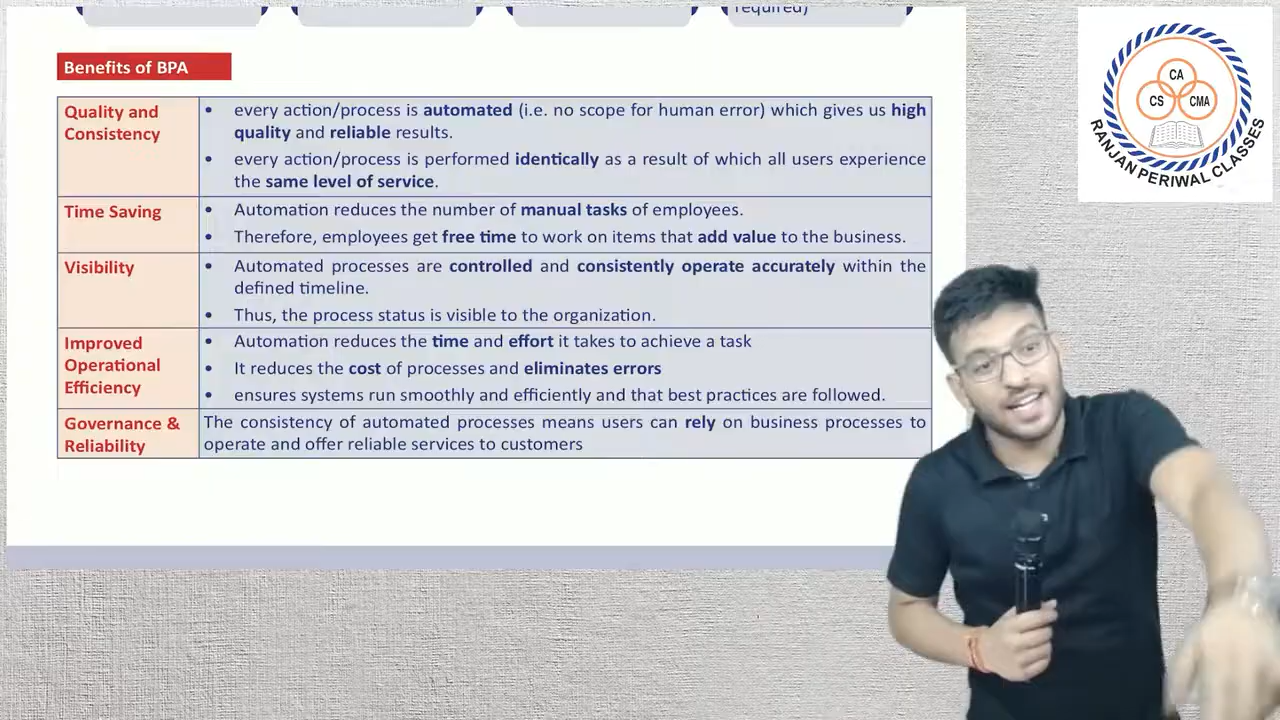 required)
Benefits of BPA
Quality and
Consistency
• every action/process is automated (i.e. no scope for human error) which gives us high
quality and reliable results.
• every action/process is performed identically as a result of which all users experience
the same level of service.
Time Saving
• Automation reduces the number of manual tasks of employees.
• Therefore, employees get free time to work on items that add value to the business.
Visibility
• Automated processes are controlled and consistently operate accurately within the
defined timeline.
• Thus, the process status is visible to the organization.
Improved
Operational
Efficiency
• Automation reduces the time and effort it takes to achieve a task
• It reduces the cost of processes and eliminates errors
• ensures systems run smoothly and efficiently and that best practices are followed.
Governance &
Reliability
The consistency of automated processes means users can rely on business processes to
operate and offer reliable services to customers
CA
CS
CMA
RANJAN PERIWAL CLASSES